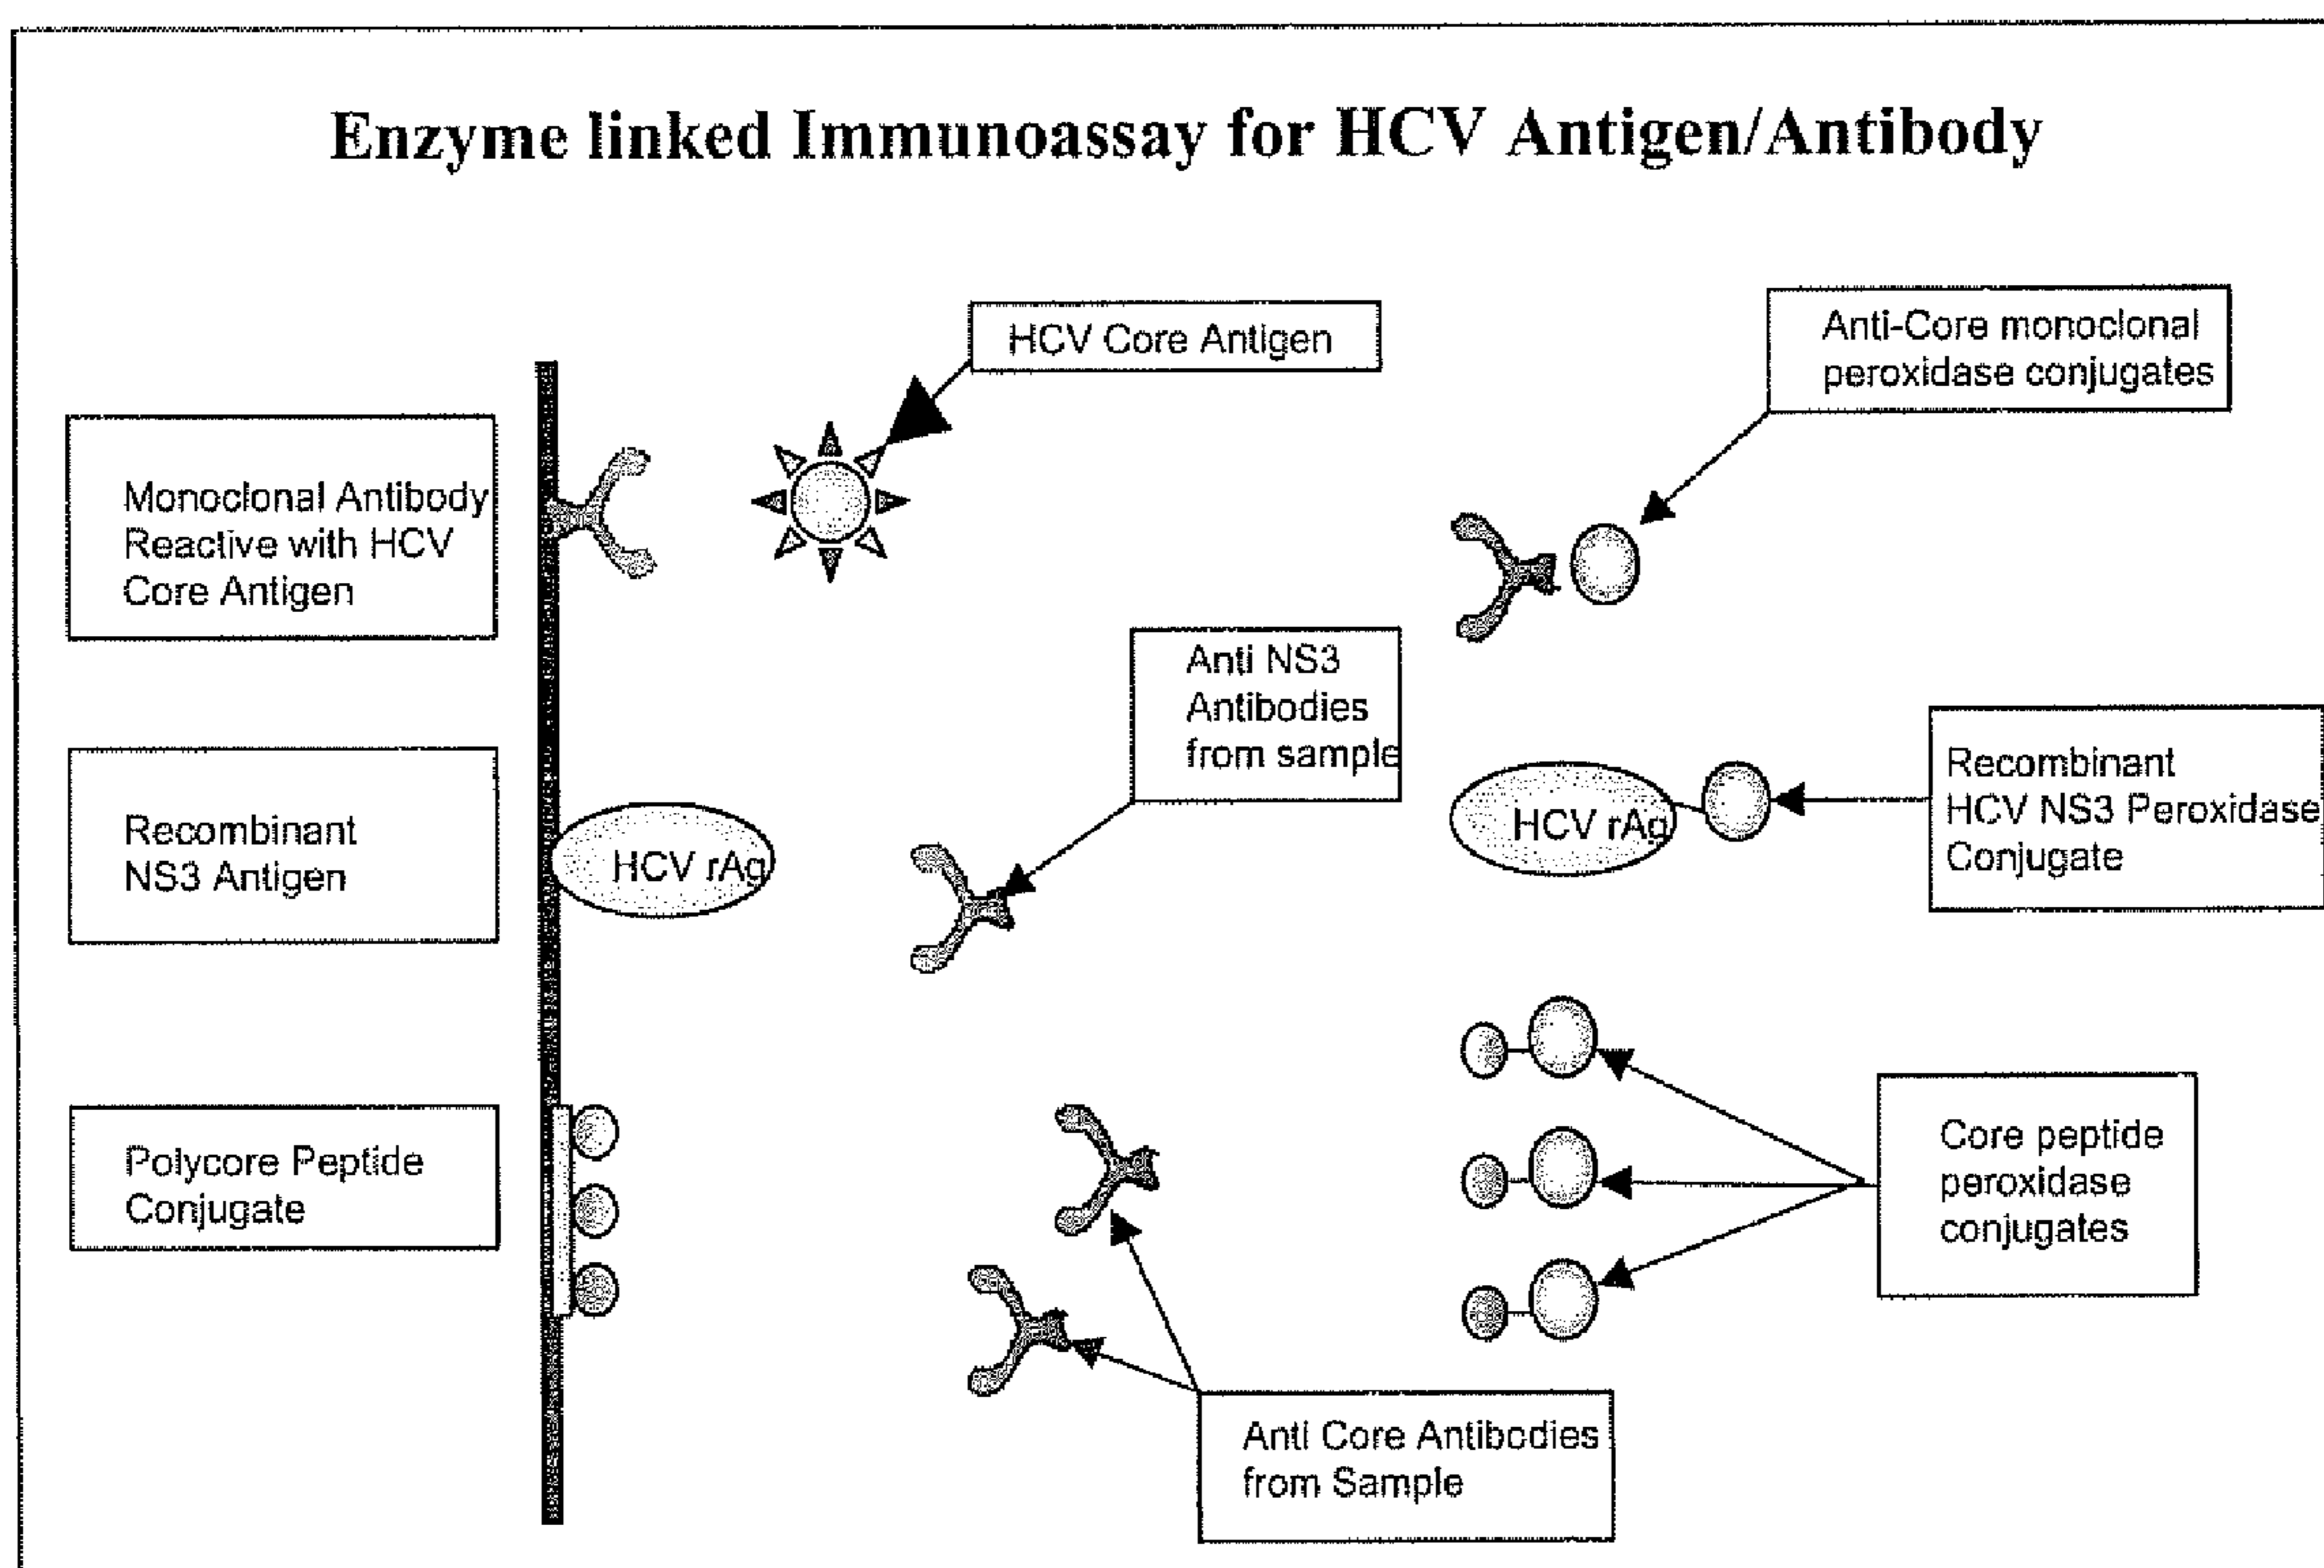 Enzyme linked Immunoassay for HCV Antigen/Antibody
HCV Core Antigen
Anti-Core monoclonal
peroxidase conjugates
Monoclonal Antibody
Reactive with HCV
Core Antigen
Anti NS3
Antibodies
from sample
Recombinant
NS3 Antigen
HCV rAg
HCV rAg
Recombinant
HCV NS3 Peroxidase
Conjugate
Polycore Peptide
Conjugate
Core peptide
peroxidase
conjugates
Anti Core Antibodies
from Sample